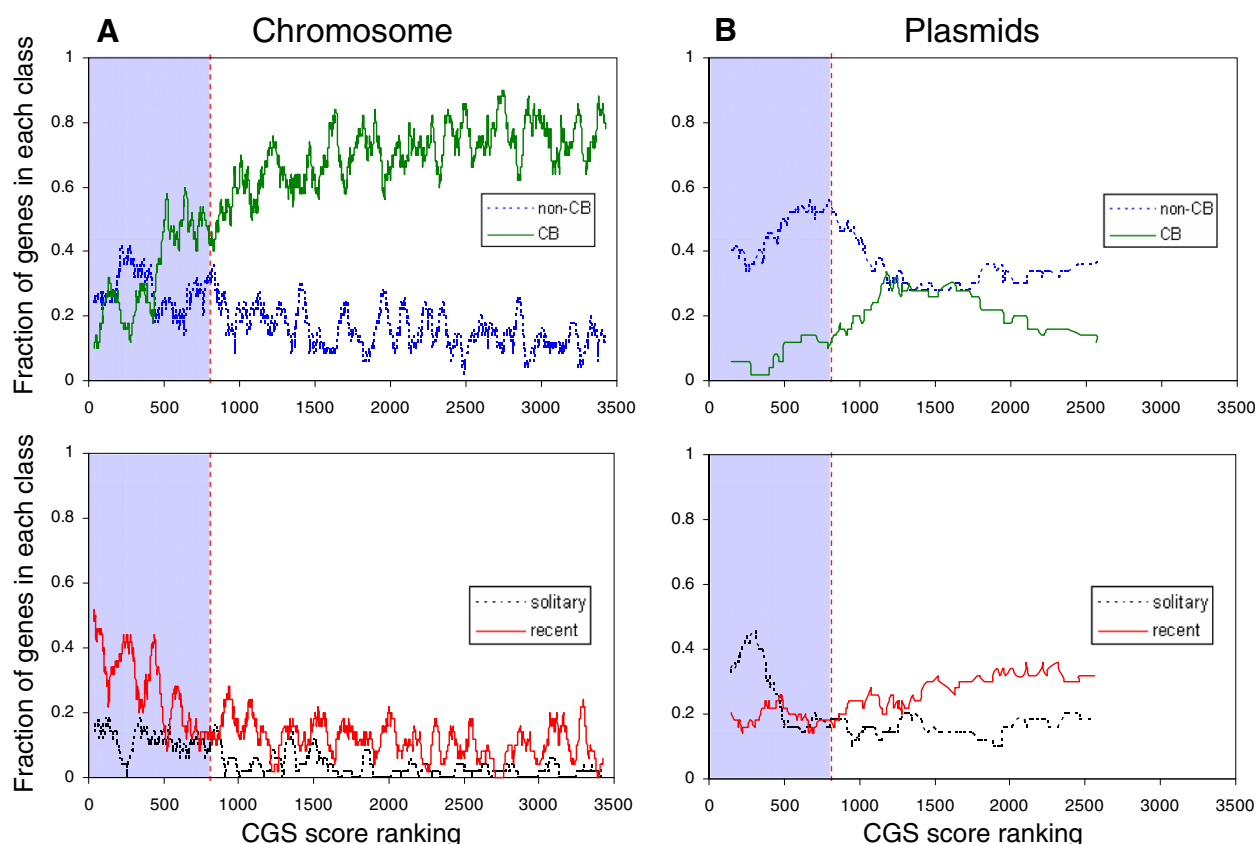 A Chromosome
B Plasmids
Fraction of genes in each class
1
0.8
0.6
0.4
0.2
0
0 500 1000 1500 2000 2500 3000 3500
non-CB
CB
1
0.8
0.6
0.4
0.2
0
0 500 1000 1500 2000 2500 3000 3500
non-CB
CB
Fraction of genes in each class
1
0.8
0.6
0.4
0.2
0
0 500 1000 1500 2000 2500 3000 3500
solitary
recent
CGS score ranking
1
0.8
0.6
0.4
0.2
0
0 500 1000 1500 2000 2500 3000 3500
solitary
recent
CGS score ranking